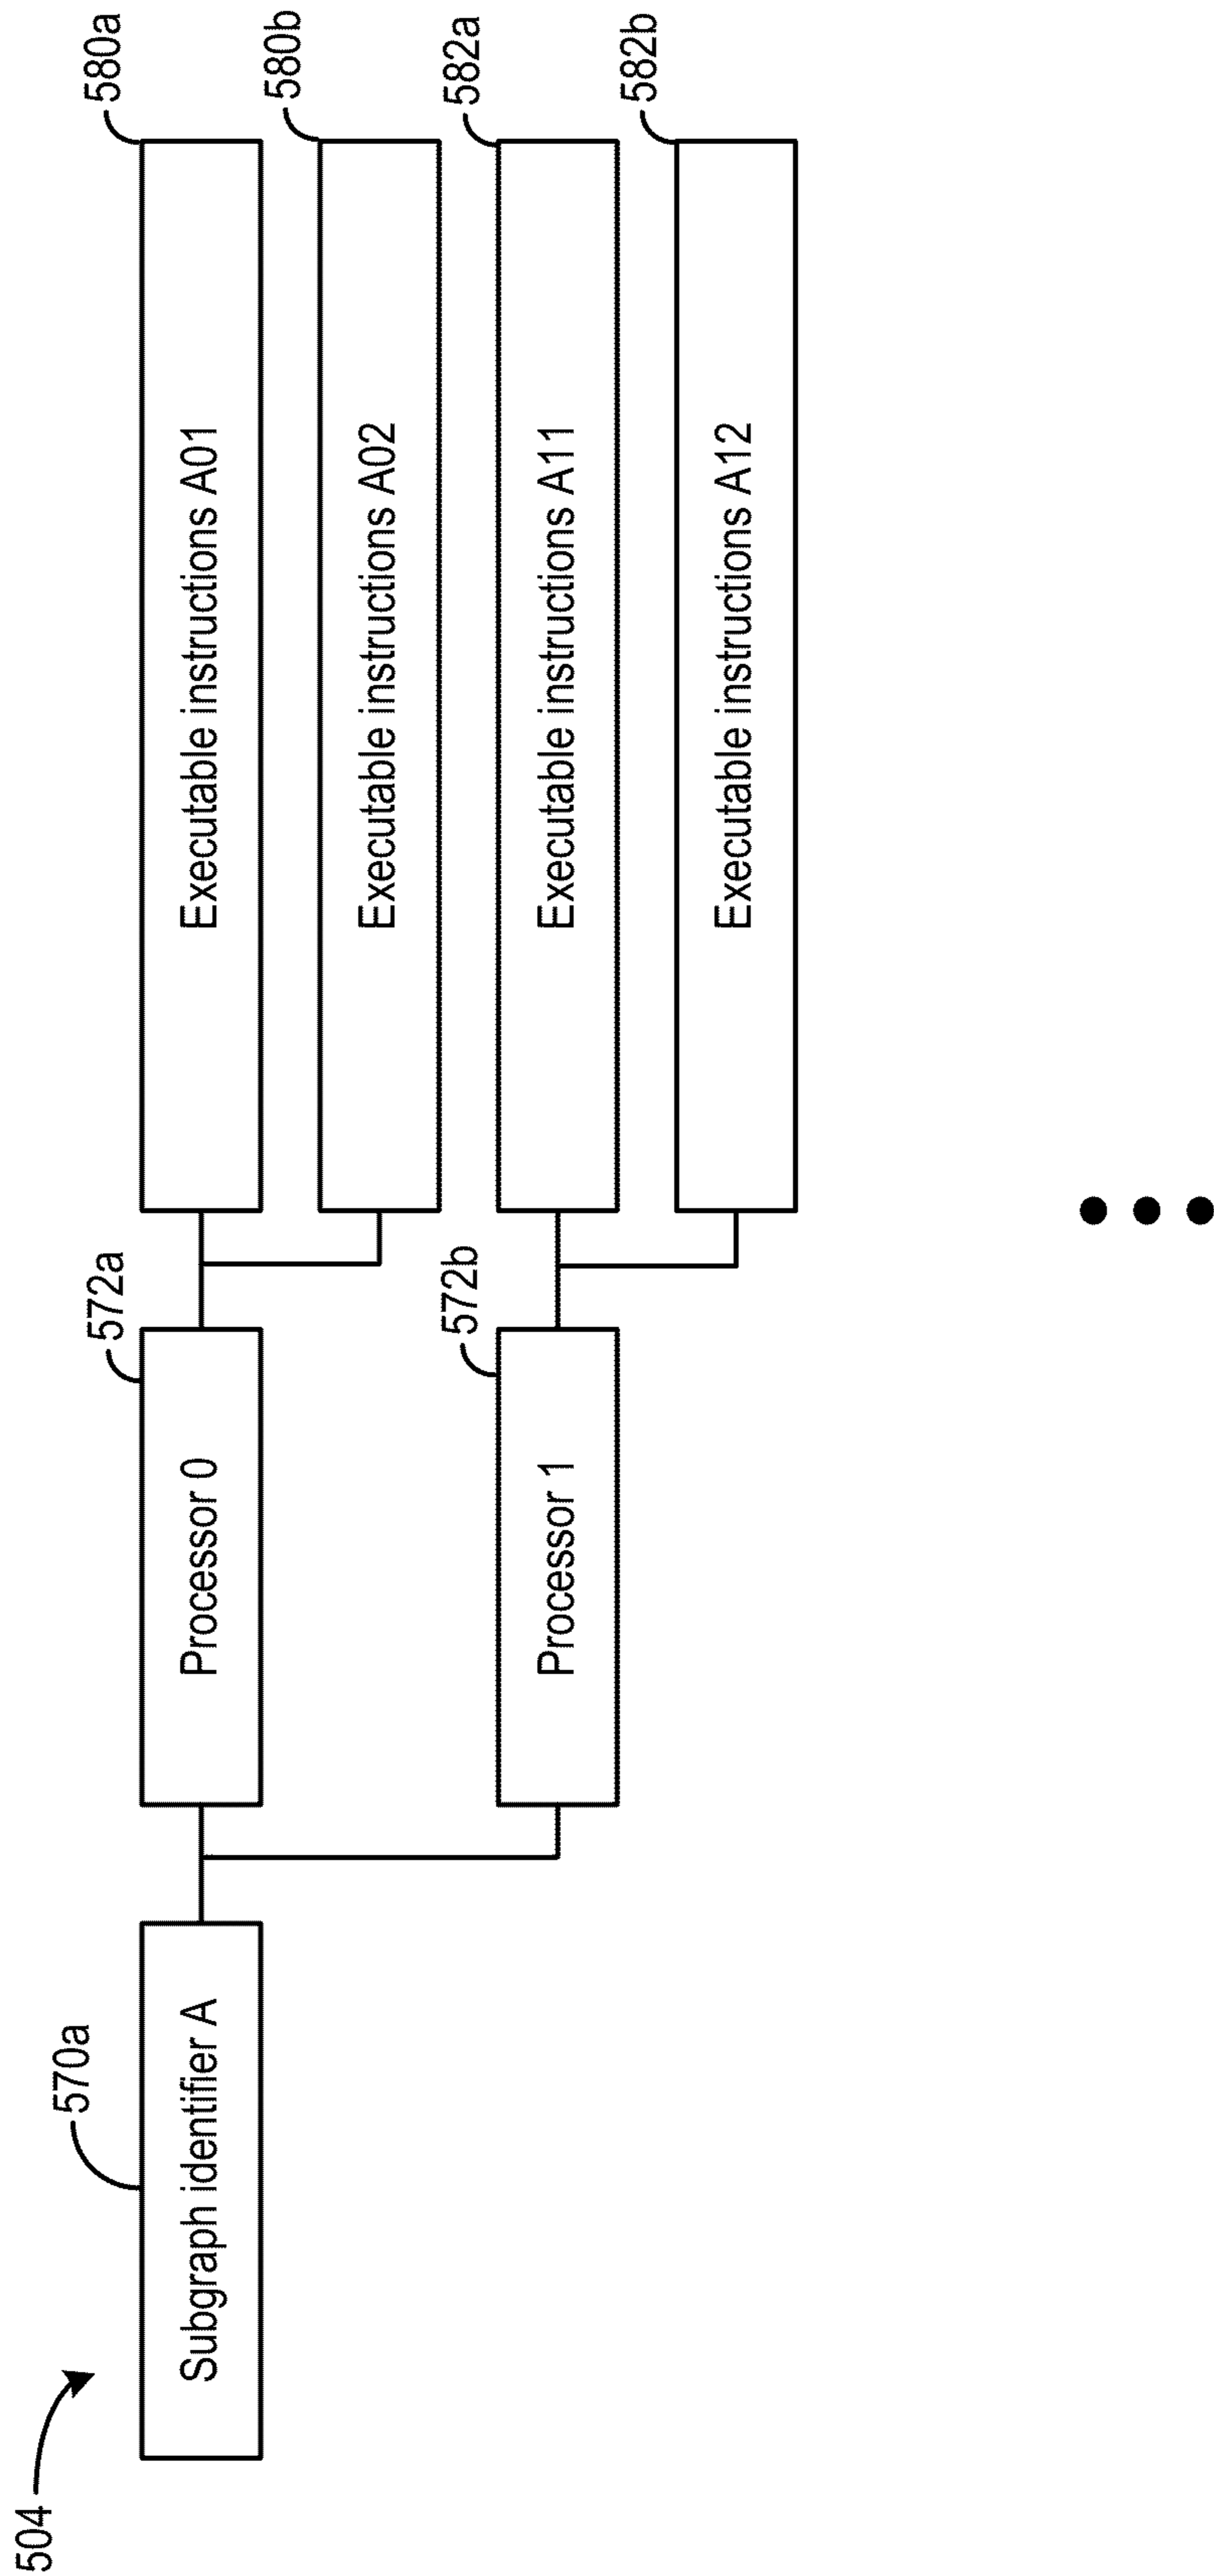 504
570a
Subgraph identifier A
572a
Processor 0
580a
Executable instructions A01
580b
Executable instructions A02
572b
Processor 1
582a
Executable instructions A11
582b
Executable instructions A12